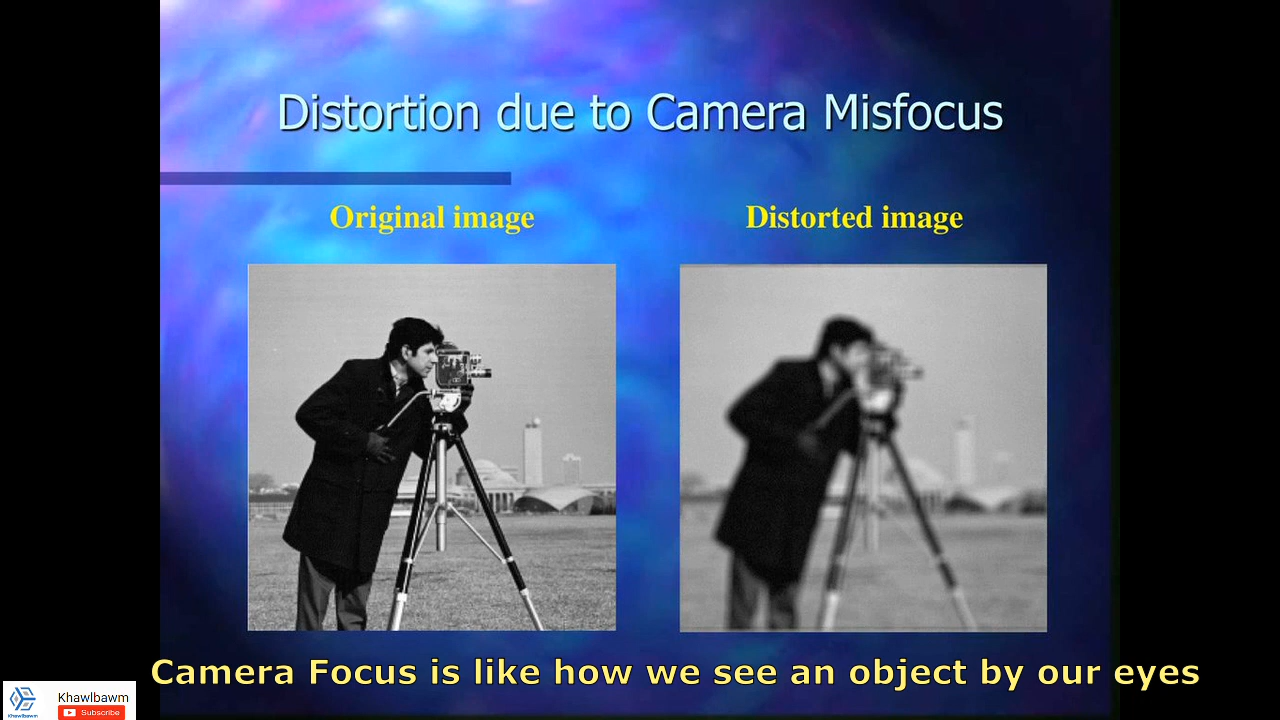 Distortion due to Camera Misfocus
Original image
Distorted image
Camera Focus is like how we see an object by our eyes
Khawlbawm
Khawlbawm
Subscribe